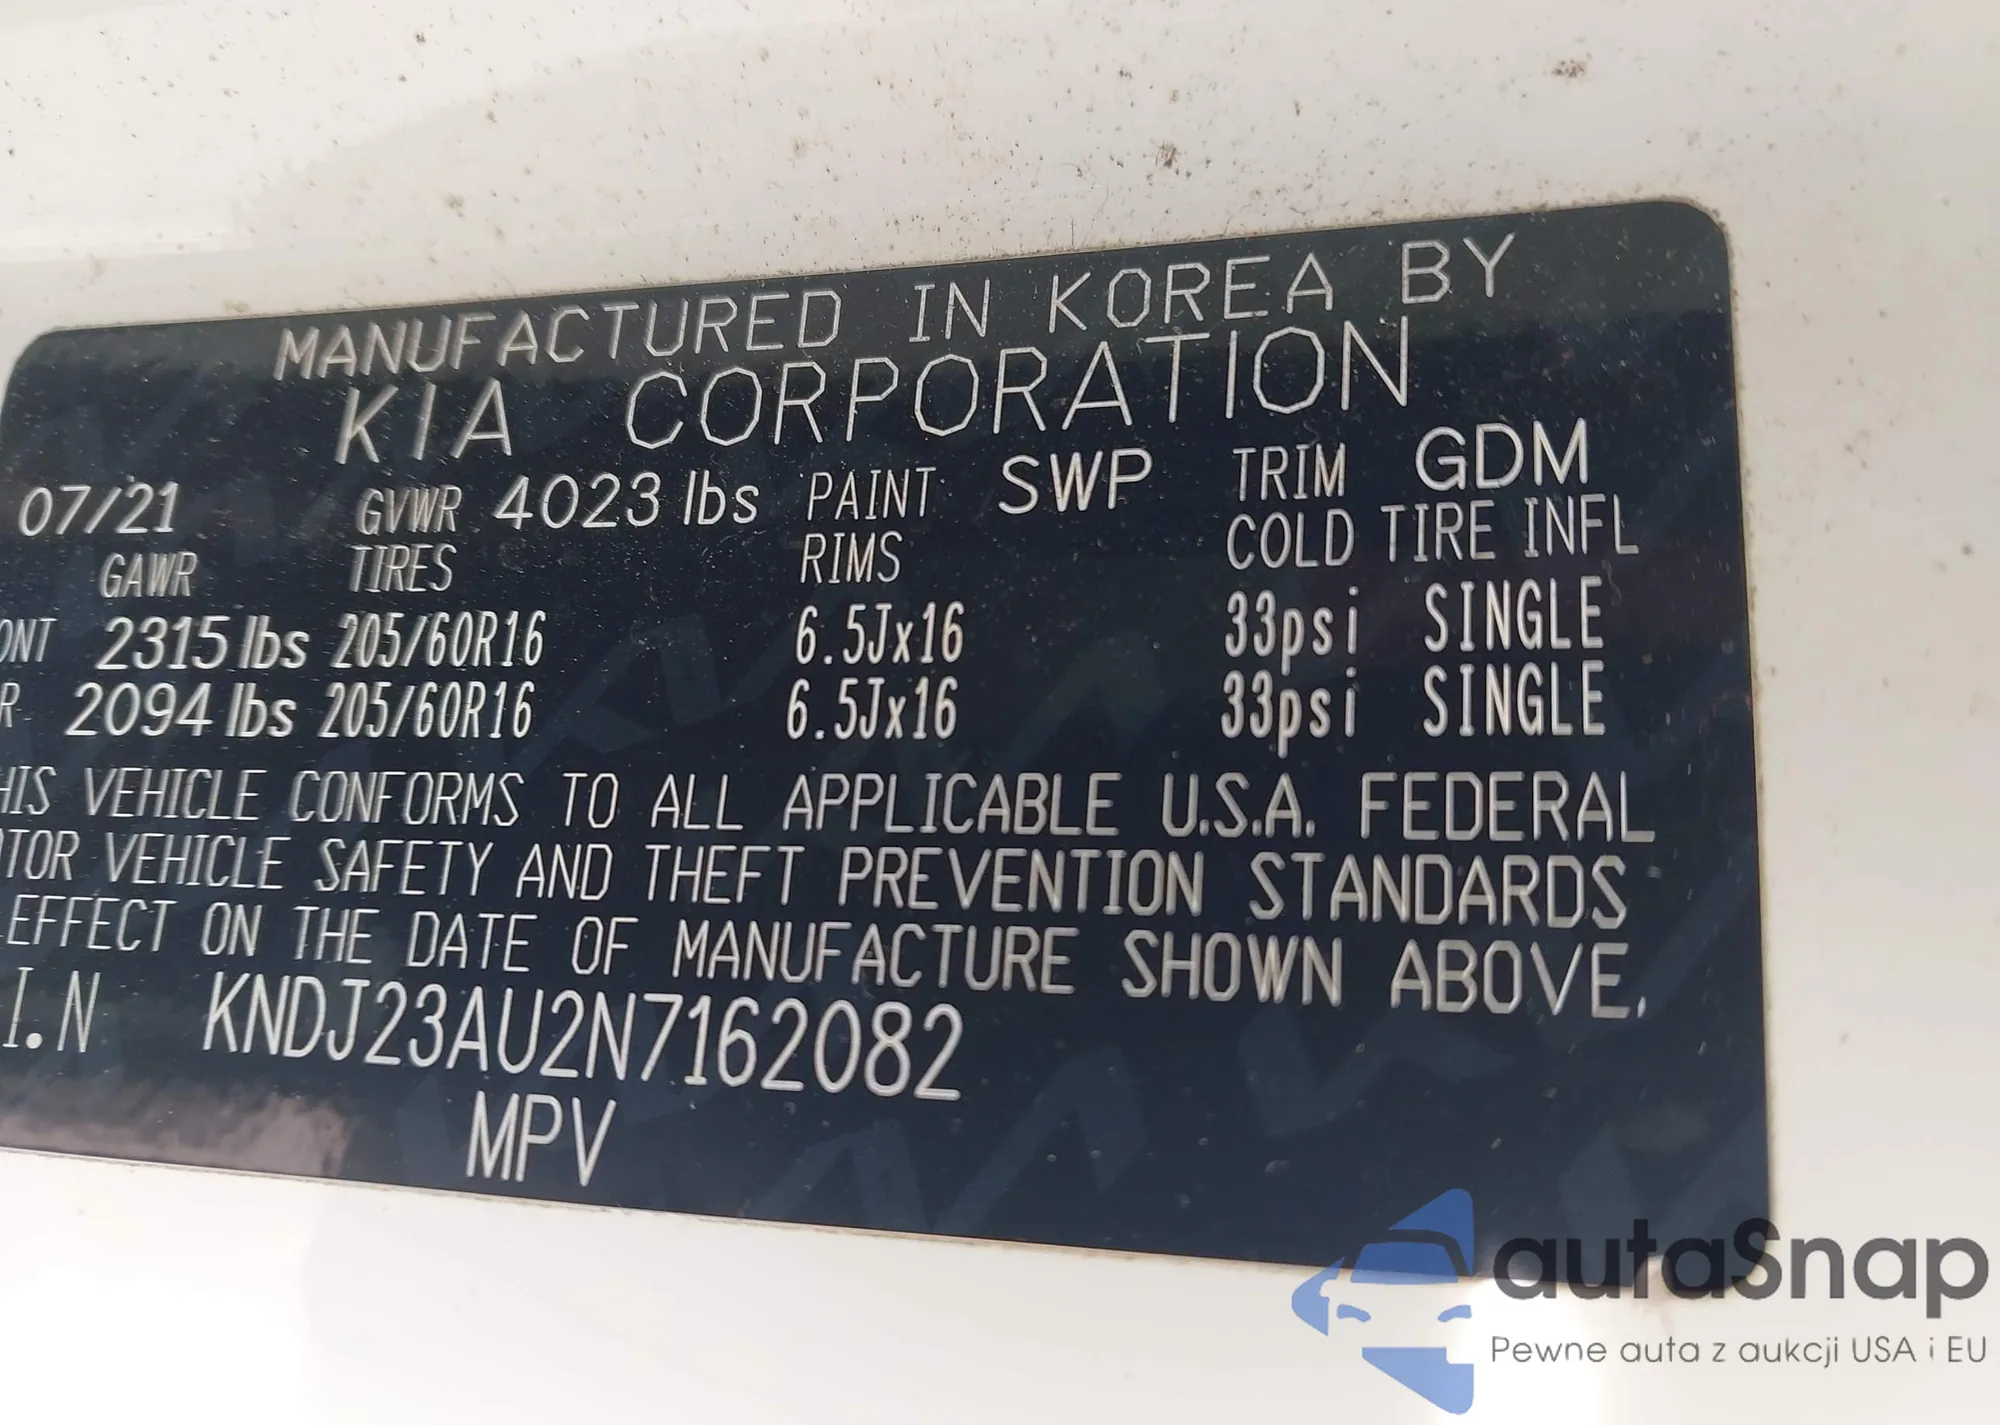 MANUFACTURED IN KOREA BY
KIA CORPORATION
07/21 GVWR 4023 lbs PAINT SWP TRIM GDM
GAWR TIRES RIMS COLD TIRE INFL
ONT 2315 lbs 205/60R16 6.5Jx16 33psi SINGLE
R 2094 lbs 205/60R16 6.5Jx16 33psi SINGLE
HIS VEHICLE CONFORMS TO ALL APPLICABLE U.S.A. FEDERAL
TOR VEHICLE SAFETY AND THEFT PREVENTION STANDARDS
EFFECT ON THE DATE OF MANUFACTURE SHOWN ABOVE.
I.N KNDJ23AU2N7162082
MPV
autaSnap
Pewne auta z aukcji USA i EU